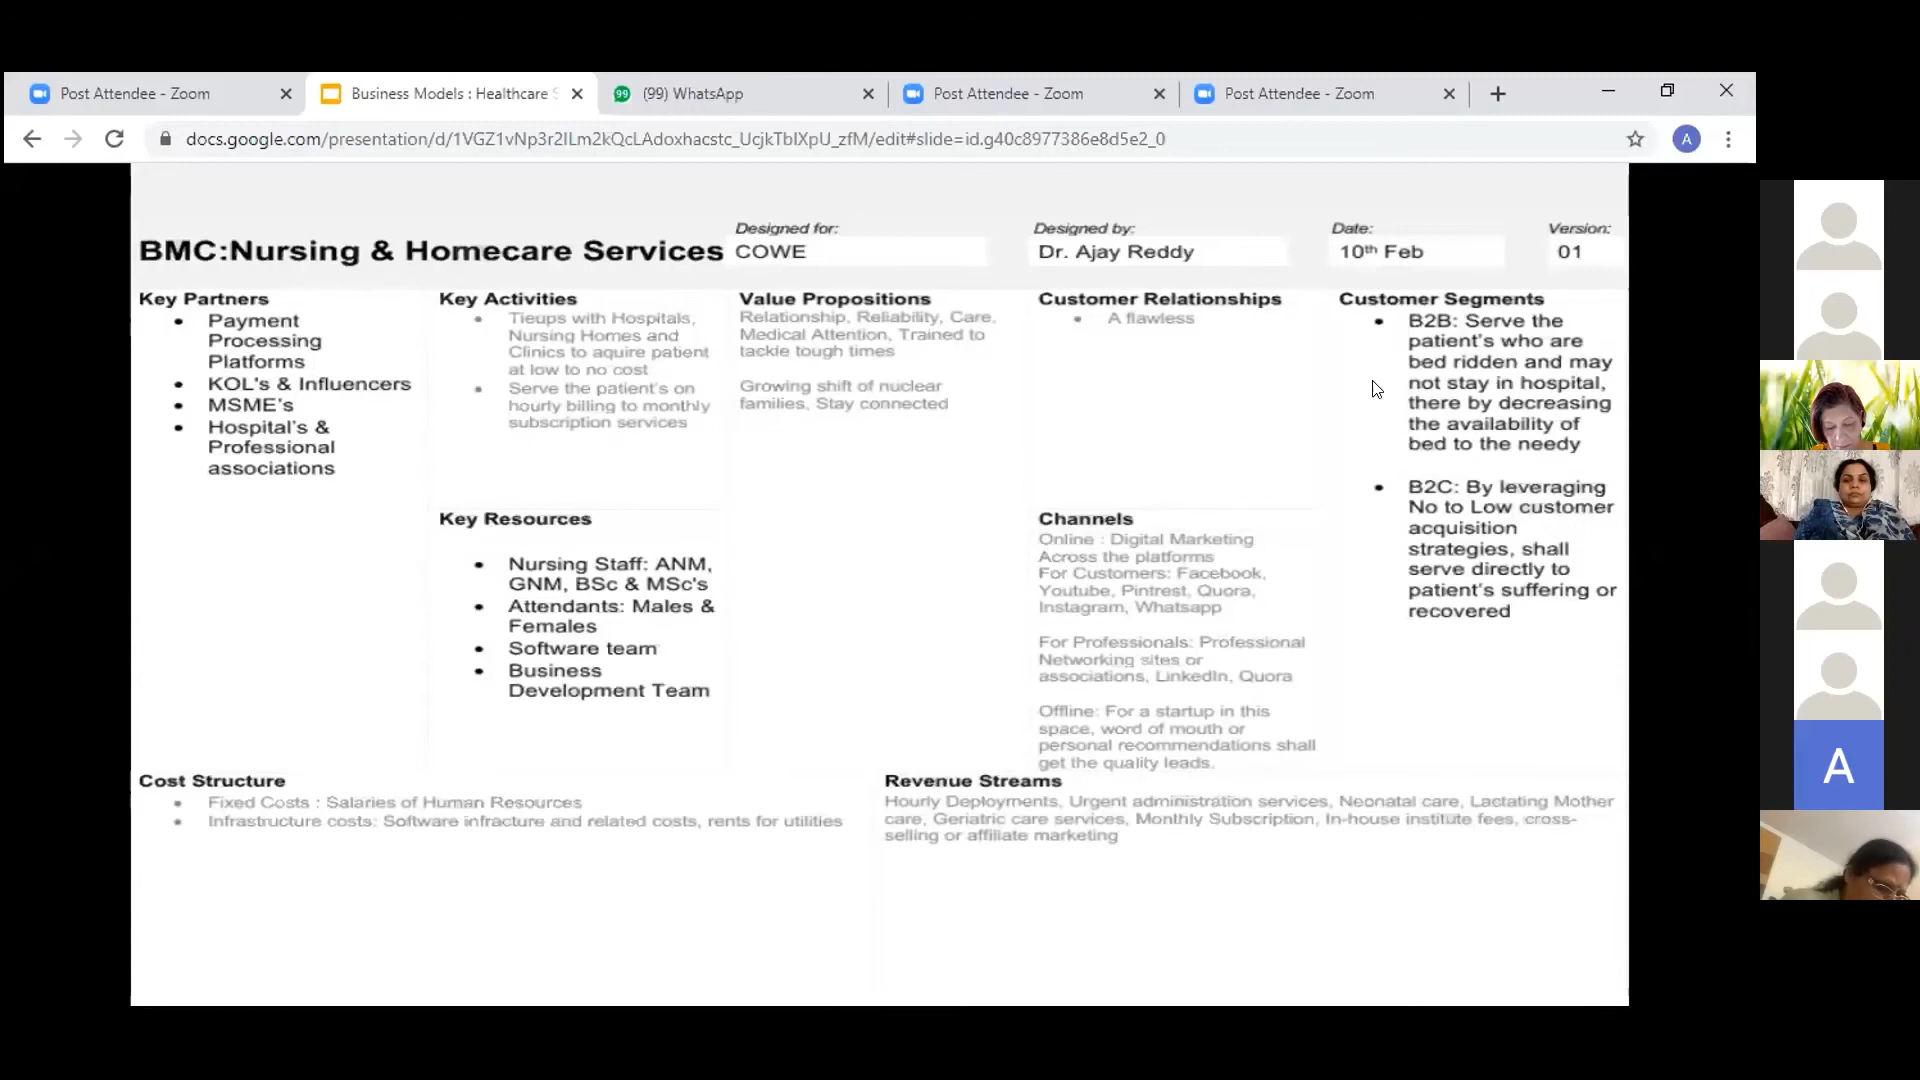 Post Attendee - Zoom
Business Models : Healthcare S
99
(99) WhatsApp
Post Attendee - Zoom
Post Attendee - Zoom
A
BMC:Nursing & Homecare Services
Designed for:
COWE
Designed by:
Dr. Ajay Reddy
Date:
10th Feb
Version:
01
Key Partners
Payment
Processing
Platforms
KOL's & Influencers
MSME's
Hospital's &
Professional
associations
Key Activities
Tieups with Hospitals,
Nursing Homes and
Clinics to aquire patient
at low to no cost
Serve the patient's on
hourly billing to monthly
subscription services
Key Resources
Nursing Staff: ANM,
GNM, BSc & MSc's
Attendants: Males &
Females
Software team
Business
Development Team
Value Propositions
Relationship, Reliability, Care,
Medical Attention, Trained to
tackle tough times
Growing shift of nuclear
families, Stay connected
Customer Relationships
A flawless
Channels
Online : Digital Marketing
Across the platforms
For Customers: Facebook,
Youtube, Pintrest, Quora,
Instagram, Whatsapp
For Professionals: Professional
Networking sites or
associations, LinkedIn, Quora
Offline: For a startup in this
space, word of mouth or
personal recommendations shall
get the quality leads.
Customer Segments
B2B: Serve the
patient's who are
bed ridden and may
not stay in hospital,
there by decreasing
the availability of
bed to the needy
B2C: By leveraging
No to Low customer
acquisition
strategies, shall
serve directly to
patient's suffering or
recovered
Cost Structure
Fixed Costs : Salaries of Human Resources
Infrastructure costs: Software infracture and related costs, rents for utilities
Revenue Streams
Hourly Deployments, Urgent administration services, Neonatal care, Lactating Mother
care, Geriatric care services, Monthly Subscription, In-house institute fees, cross-
selling or affiliate marketing
A